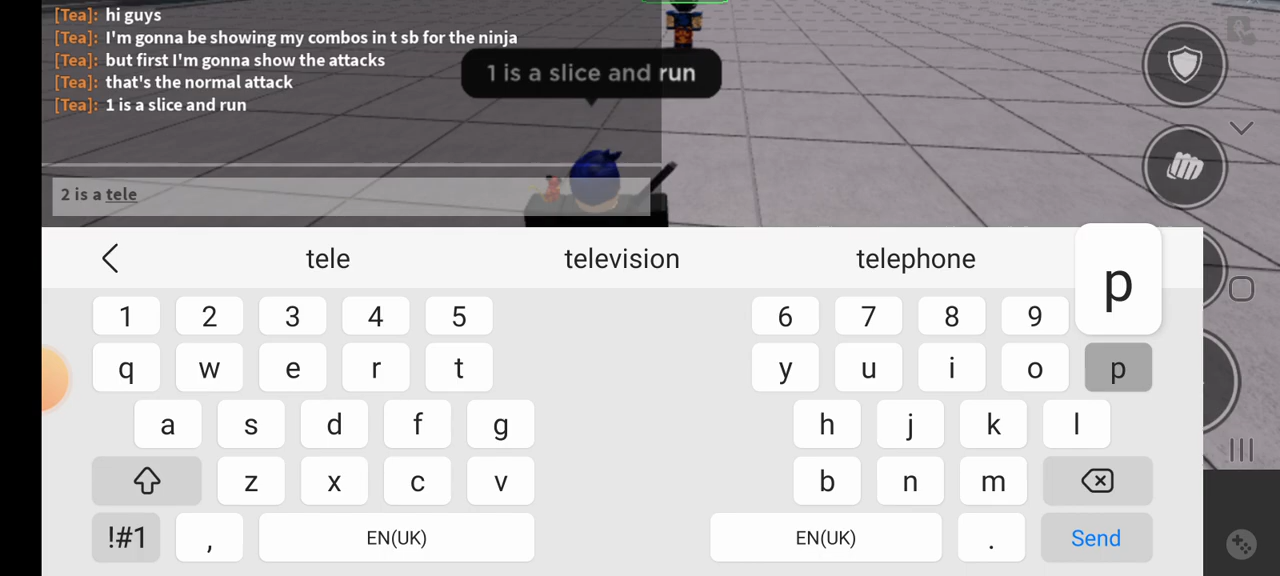 [Tea]: hi guys
[Tea]: I'm gonna be showing my combos in t sb for the ninja
[Tea]: but first I'm gonna show the attacks
[Tea]: that's the normal attack
[Tea]: 1 is a slice and run
1 is a slice and run
2 is a tele
tele television telephone
p
1 2 3 4 5 6 7 8 9
q w e r t y u i o p
a s d f g h j k l
z x c v b n m
!#1 , EN(UK) EN(UK) . Send